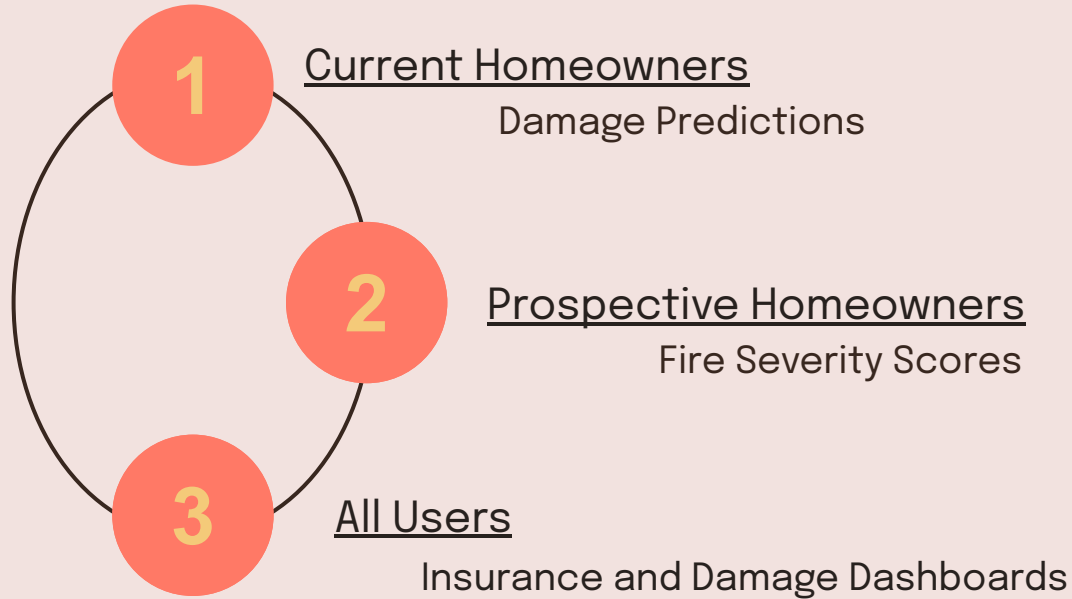 1
Current Homeowners
Damage Predictions
2
Prospective Homeowners
Fire Severity Scores
3
All Users
Insurance and Damage Dashboards